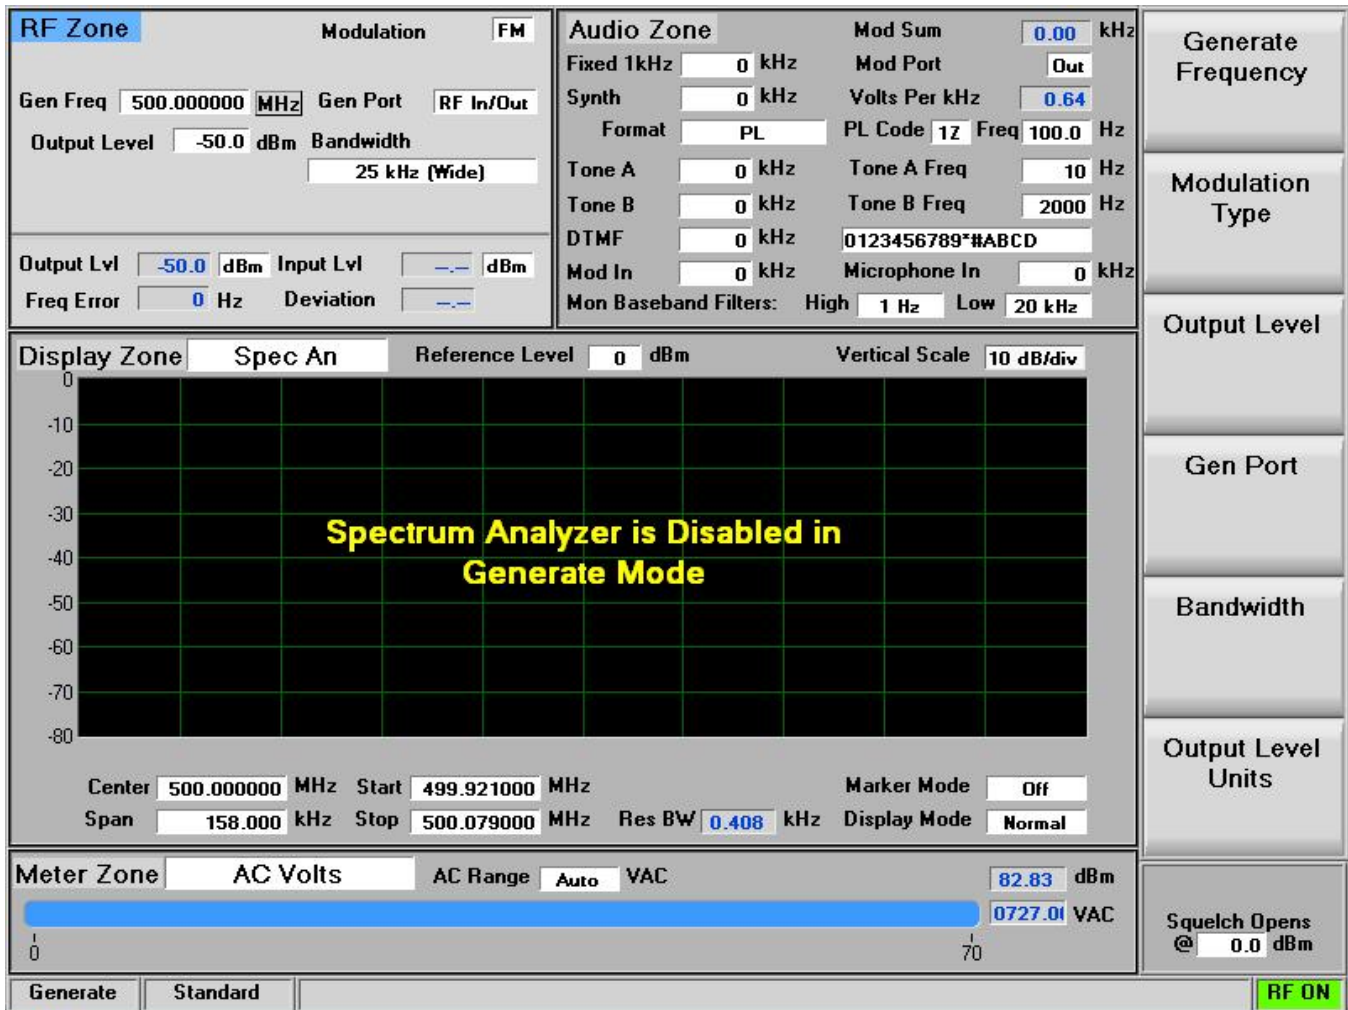 RF Zone
Modulation FM
Gen Freq 500.000000 MHz Gen Port RF In/Out
Output Level -50.0 dBm Bandwidth
25 kHz (Wide)
Output Lvl -50.0 dBm Input Lvl --.-- dBm
Freq Error 0 Hz Deviation --.--
Audio Zone Mod Sum 0.00 kHz
Fixed 1kHz 0 kHz Mod Port Out
Synth 0 kHz Volts Per kHz 0.64
Format PL PL Code 1Z Freq 100.0 Hz
Tone A 0 kHz Tone A Freq 10 Hz
Tone B 0 kHz Tone B Freq 2000 Hz
DTMF 0 kHz 0123456789*#ABCD
Mod In 0 kHz Microphone In 0 kHz
Mon Baseband Filters: High 1 Hz Low 20 kHz
Display Zone Spec An Reference Level 0 dBm Vertical Scale 10 dB/div
0
-10
-20
-30
-40
-50
-60
-70
-80
Spectrum Analyzer is Disabled in
Generate Mode
Center 500.000000 MHz Start 499.921000 MHz Marker Mode Off
Span 158.000 kHz Stop 500.079000 MHz Res BW 0.408 kHz Display Mode Normal
Meter Zone AC Volts AC Range Auto VAC 82.83 dBm
0727.0 VAC
0 70
Generate
Frequency
Modulation
Type
Output Level
Gen Port
Bandwidth
Output Level
Units
Squelch Opens
@ 0.0 dBm
Generate Standard RF ON